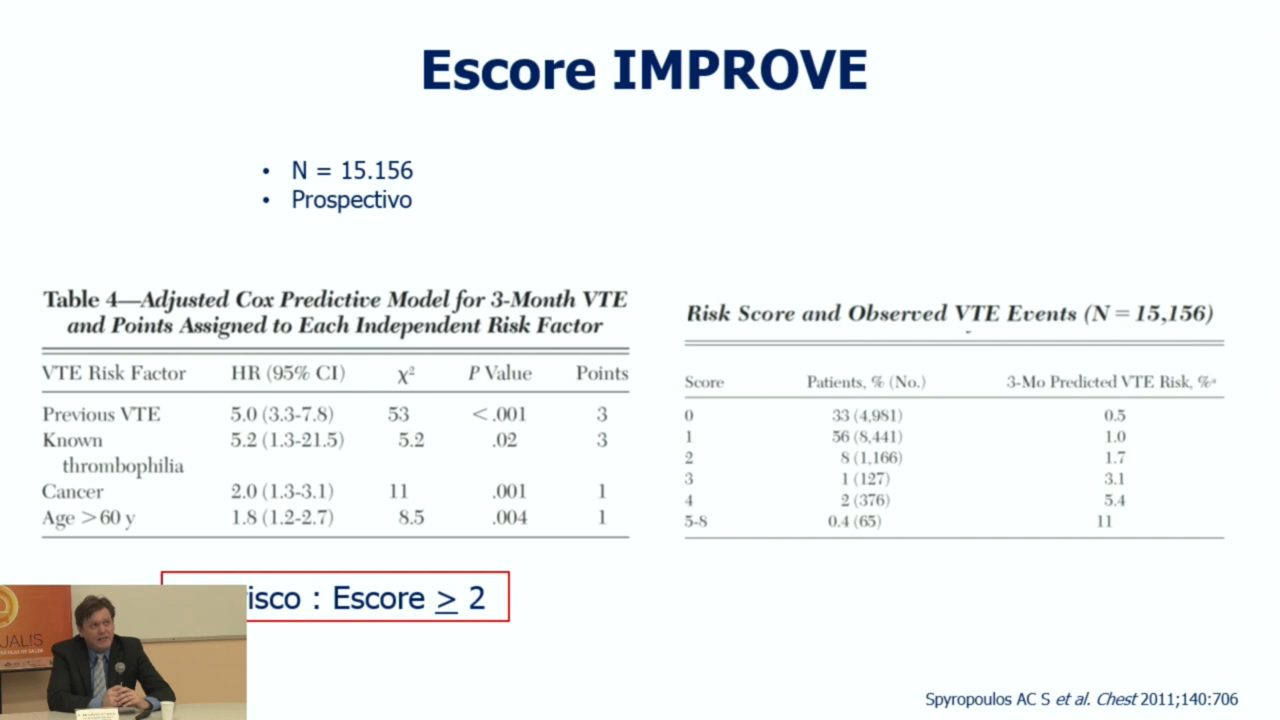 Escore IMPROVE
• N = 15.156
• Prospectivo
Table 4—Adjusted Cox Predictive Model for 3-Month VTE
and Points Assigned to Each Independent Risk Factor
VTE Risk Factor HR (95% CI) χ² P Value Points
Previous VTE 5.0 (3.3-7.8) 53 <.001 3
Known 5.2 (1.3-21.5) 5.2 .02 3
thrombophilia
Cancer 2.0 (1.3-3.1) 11 .001 1
Age >60 y 1.8 (1.2-2.7) 8.5 .004 1
Risk Score and Observed VTE Events (N = 15,156)
Score Patients, % (No.) 3-Mo Predicted VTE Risk, %ᵃ
0 33 (4,981) 0.5
1 56 (8,441) 1.0
2 8 (1,166) 1.7
3 1 (127) 3.1
4 2 (376) 5.4
5-8 0.4 (65) 11
isco : Escore ≥ 2
JALIS
Spyropoulos AC S et al. Chest 2011;140:706